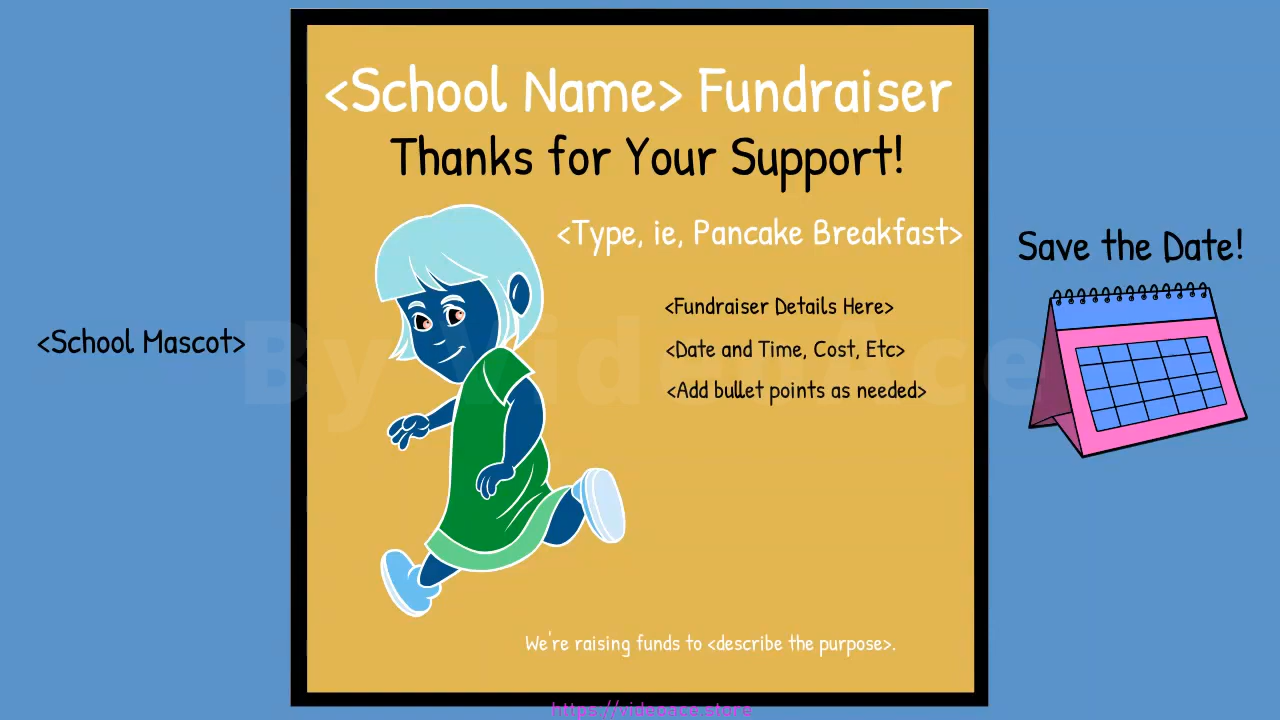 <School Name> Fundraiser
Thanks for Your Support!
<Type, ie, Pancake Breakfast>
Save the Date!
<Fundraiser Details Here>
<School Mascot>
<Date and Time, Cost, Etc>
By VideoAce
<Add bullet points as needed>
We're raising funds to <describe the purpose>.
https://videoace.store